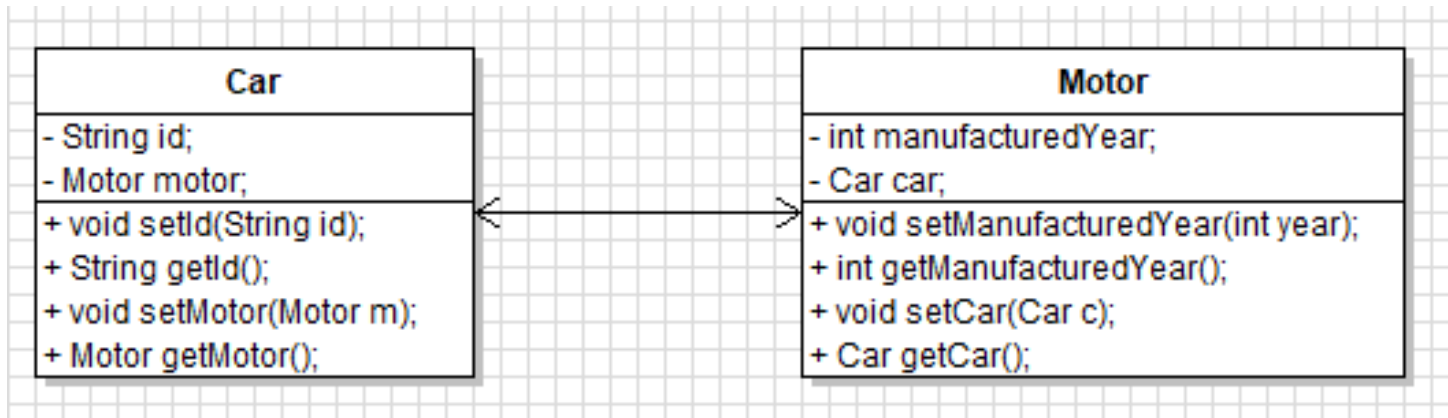 Car
- String id;
- Motor motor;
+ void setId(String id);
+ String getId();
+ void setMotor(Motor m);
+ Motor getMotor();
Motor
- int manufacturedYear;
- Car car;
+ void setManufacturedYear(int year);
+ int getManufacturedYear();
+ void setCar(Car c);
+ Car getCar();